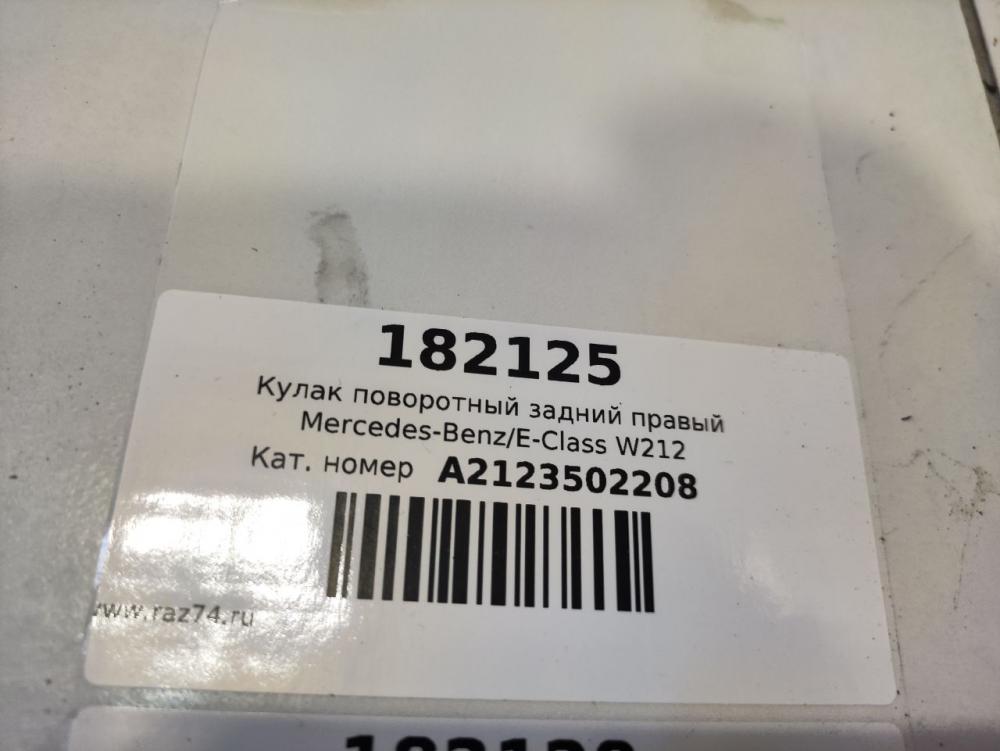 182125
Кулак поворотный задний правый
Mercedes-Benz/E-Class W212
Кат. номер A2123502208
www.raz74.ru